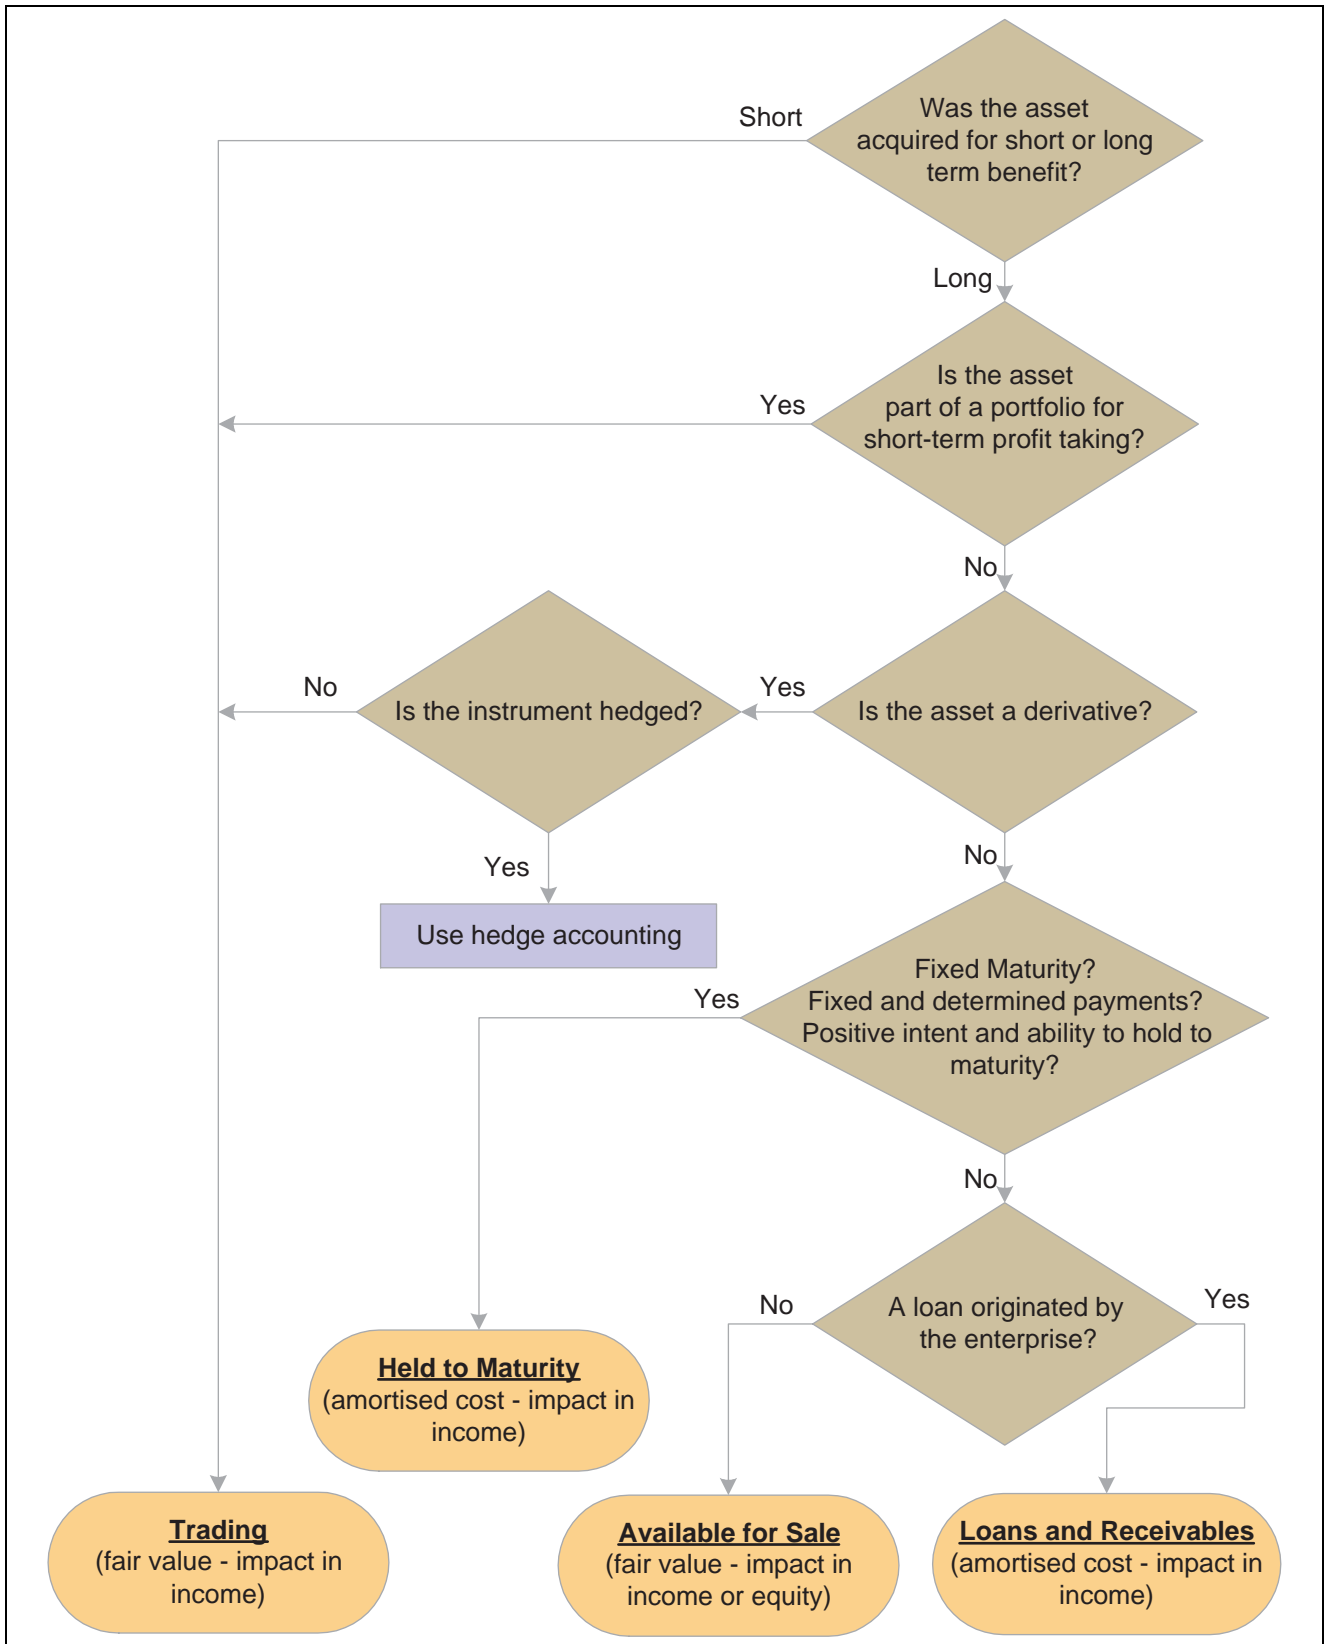 Short
Was the asset
acquired for short or long
term benefit?
Long
Is the asset
part of a portfolio for
short-term profit taking?
Yes
No
Is the asset a derivative?
Yes
Is the instrument hedged?
No
Yes
Use hedge accounting
No
Fixed Maturity?
Fixed and determined payments?
Positive intent and ability to hold to
maturity?
Yes
No
A loan originated by
the enterprise?
No
Yes
Held to Maturity
(amortised cost - impact in
income)
Trading
(fair value - impact in
income)
Available for Sale
(fair value - impact in
income or equity)
Loans and Receivables
(amortised cost - impact in
income)